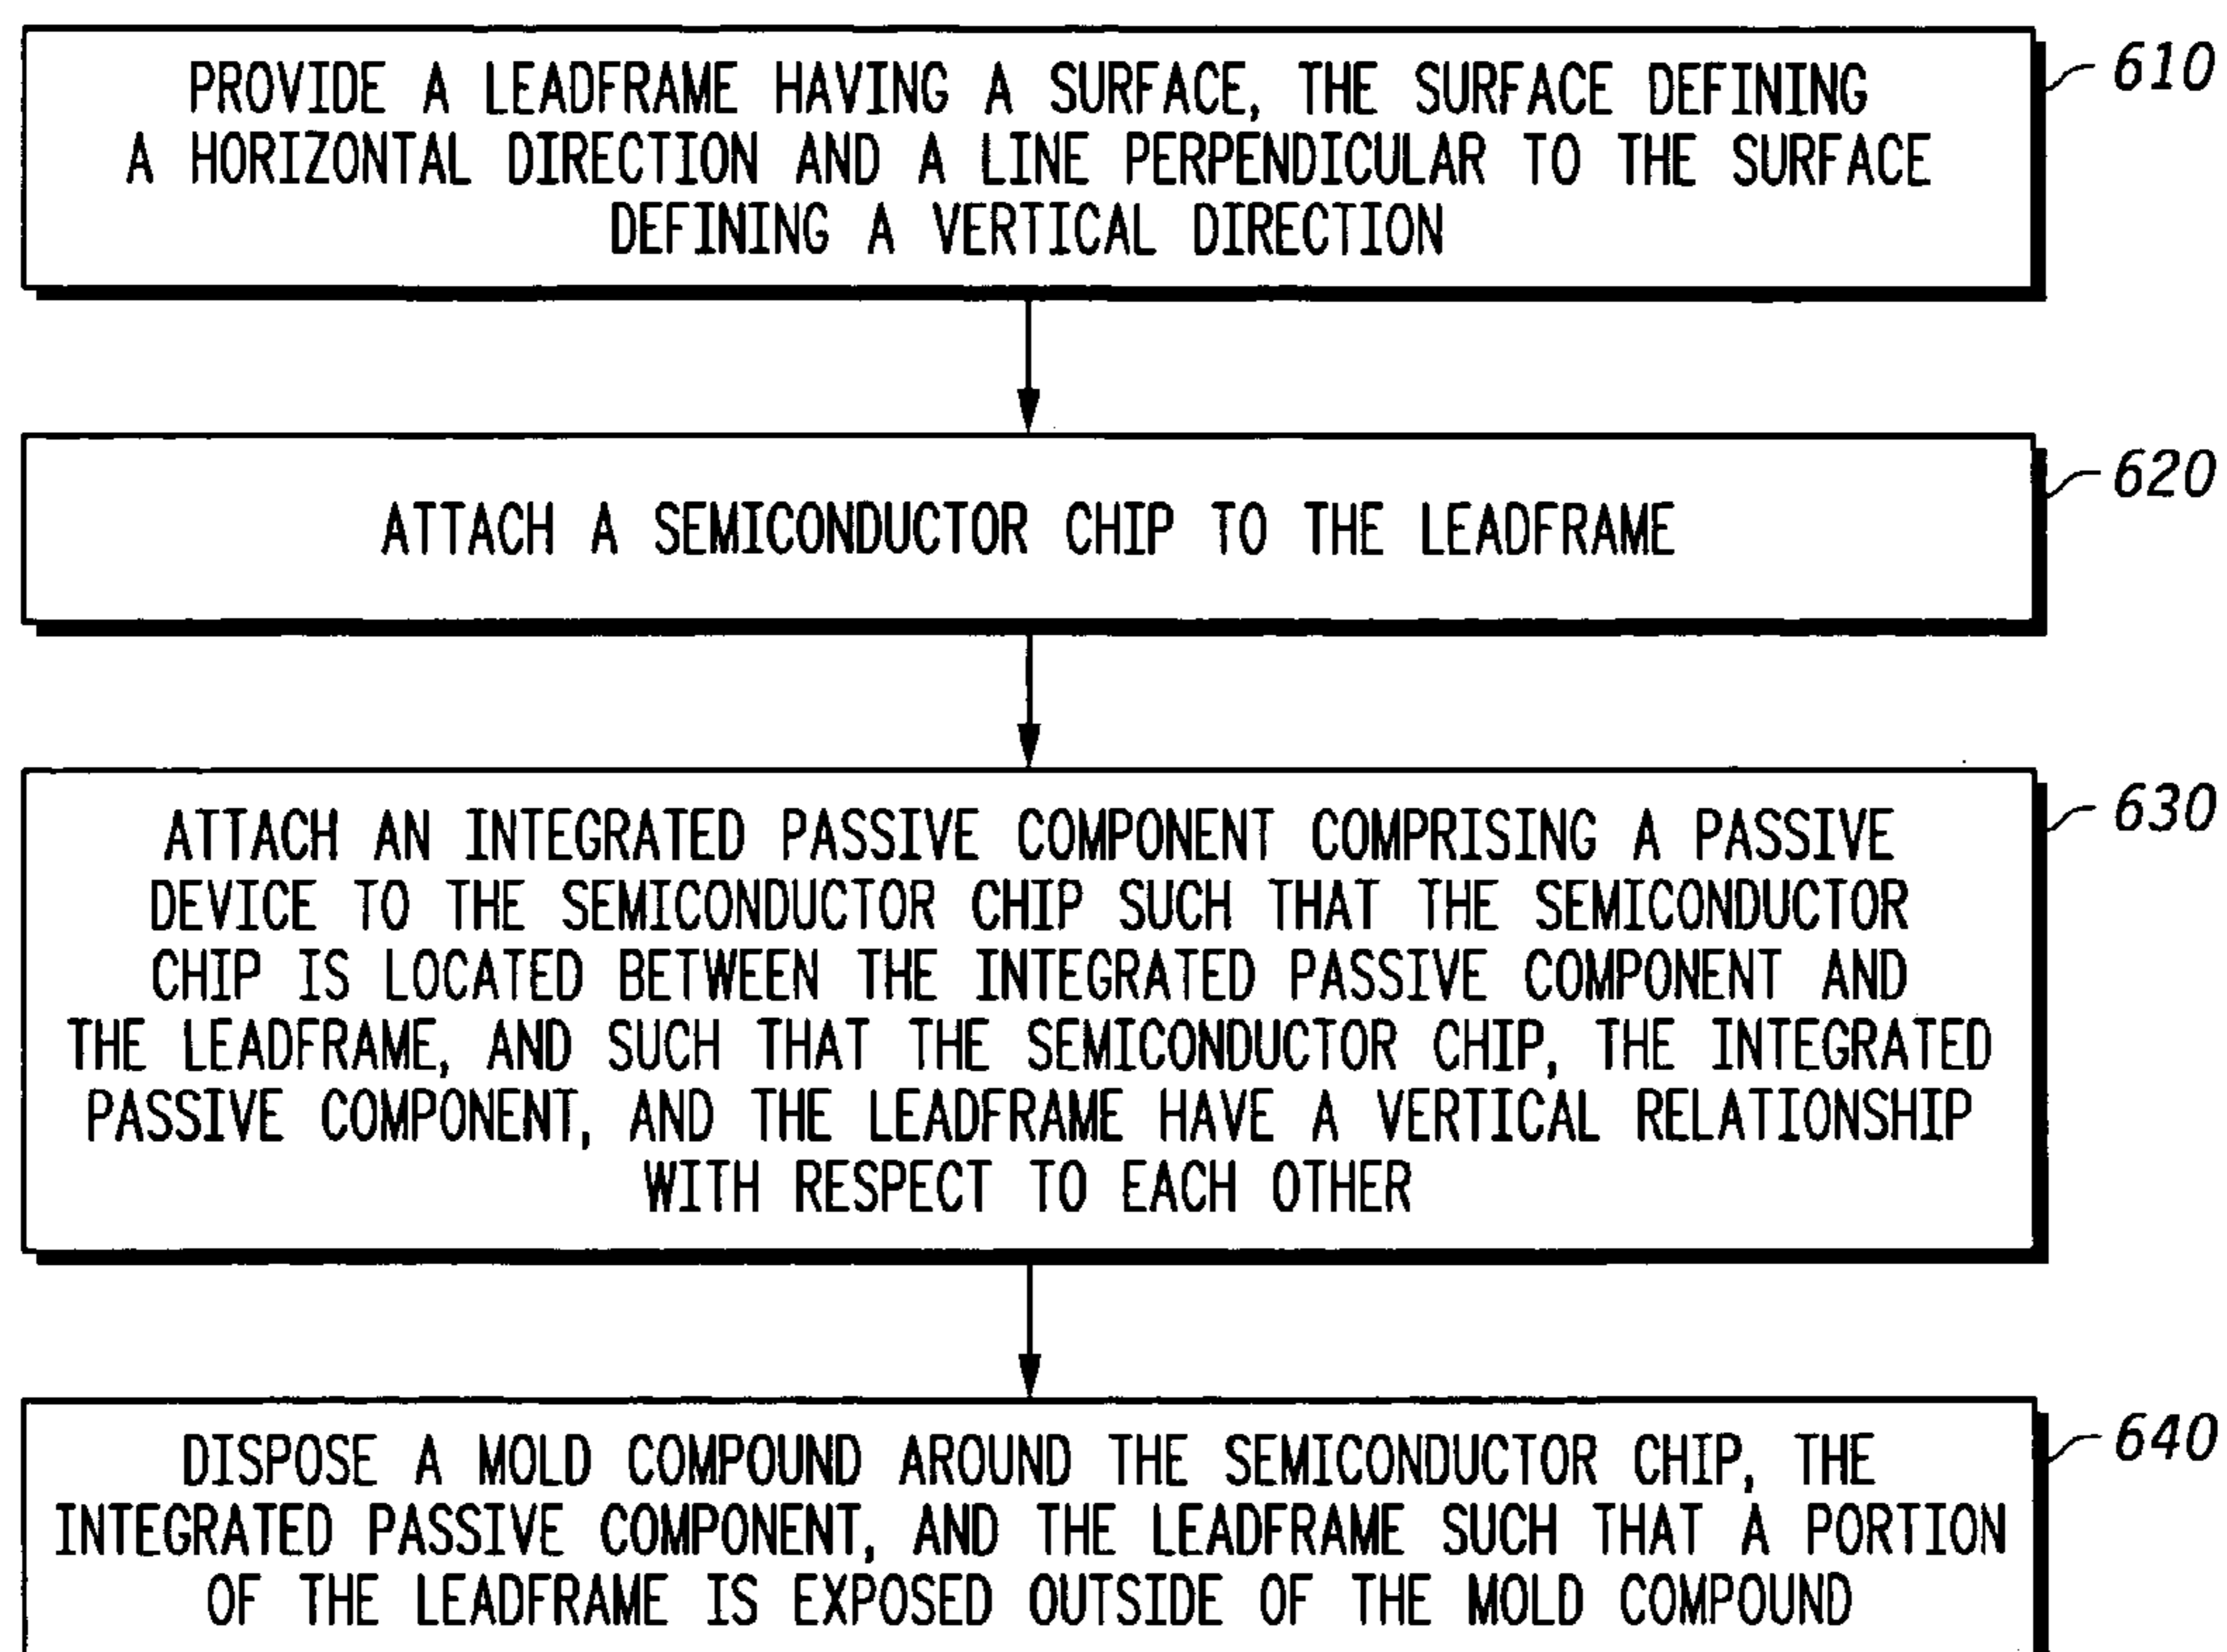 PROVIDE A LEADFRAME HAVING A SURFACE, THE SURFACE DEFINING
A HORIZONTAL DIRECTION AND A LINE PERPENDICULAR TO THE SURFACE
DEFINING A VERTICAL DIRECTION
610
ATTACH A SEMICONDUCTOR CHIP TO THE LEADFRAME
620
ATTACH AN INTEGRATED PASSIVE COMPONENT COMPRISING A PASSIVE
DEVICE TO THE SEMICONDUCTOR CHIP SUCH THAT THE SEMICONDUCTOR
CHIP IS LOCATED BETWEEN THE INTEGRATED PASSIVE COMPONENT AND
THE LEADFRAME, AND SUCH THAT THE SEMICONDUCTOR CHIP, THE INTEGRATED
PASSIVE COMPONENT, AND THE LEADFRAME HAVE A VERTICAL RELATIONSHIP
WITH RESPECT TO EACH OTHER
630
DISPOSE A MOLD COMPOUND AROUND THE SEMICONDUCTOR CHIP, THE
INTEGRATED PASSIVE COMPONENT, AND THE LEADFRAME SUCH THAT A PORTION
OF THE LEADFRAME IS EXPOSED OUTSIDE OF THE MOLD COMPOUND
640